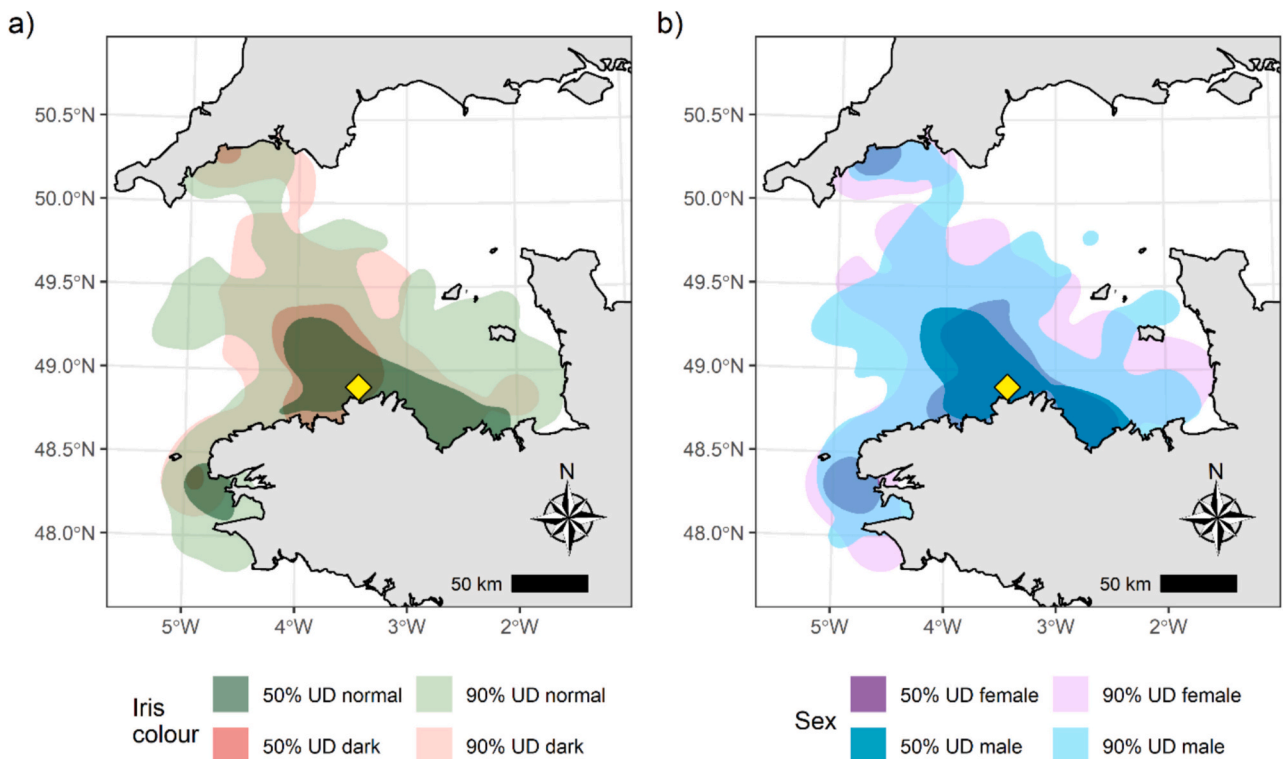 a)
b)
50.5°N
50.0°N
49.5°N
49.0°N
48.5°N
48.0°N
N
50 km
5°W
4°W
3°W
2°W
50.5°N
50.0°N
49.5°N
49.0°N
48.5°N
48.0°N
N
50 km
5°W
4°W
3°W
2°W
Iris
colour
50% UD normal
90% UD normal
50% UD dark
90% UD dark
Sex
50% UD female
90% UD female
50% UD male
90% UD male